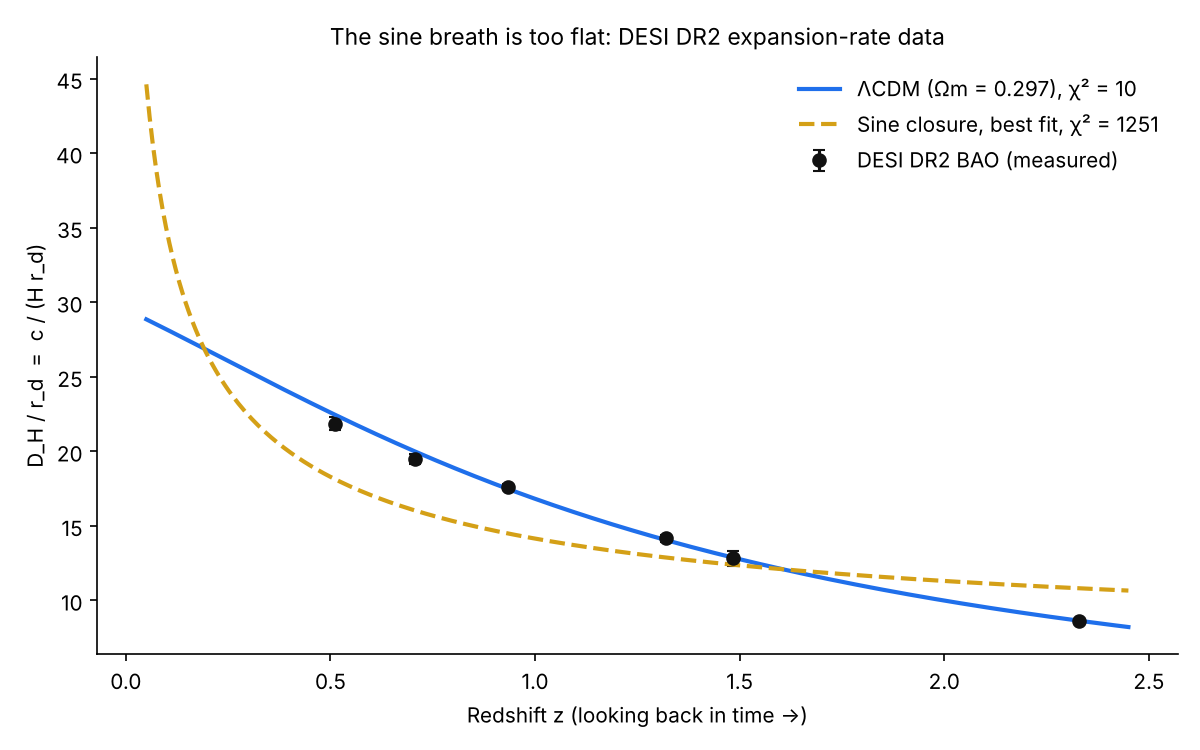 The sine breath is too flat: DESI DR2 expansion-rate data
ΛCDM (Ωm = 0.297), χ² = 10
Sine closure, best fit, χ² = 1251
DESI DR2 BAO (measured)
D_H / r_d = c / (H r_d)
45
40
35
30
25
20
15
10
0.0 0.5 1.0 1.5 2.0 2.5
Redshift z (looking back in time →)